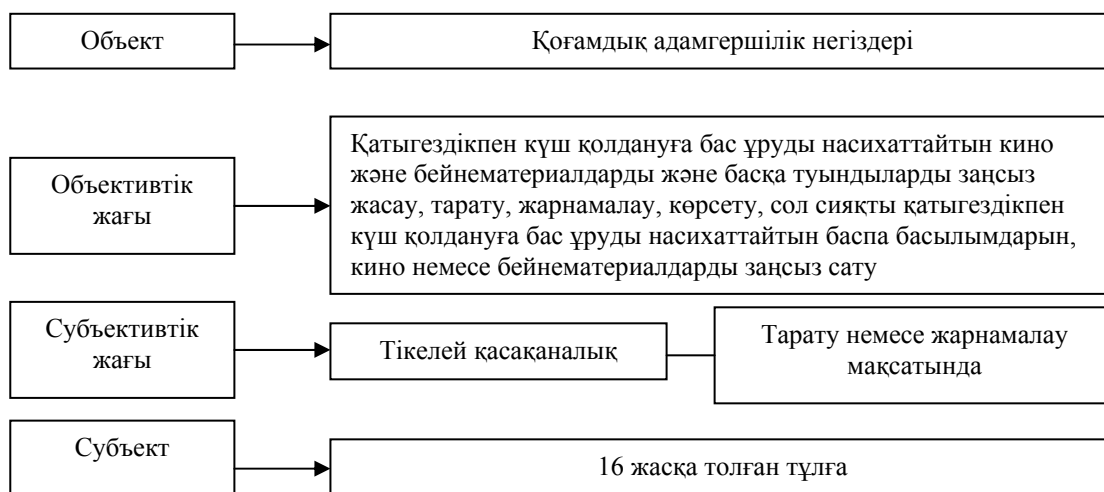 Объект
Қоғамдық адамгершілік негіздері
Объективтік
жағы
Қатыгездікпен күш қолдануға бас ұруды насихаттайтын кино
және бейнематериалдарды және басқа туындыларды заңсыз
жасау, тарату, жарнамалау, көрсету, сол сияқты қатыгездікпен
күш қолдануға бас ұруды насихаттайтын баспа басылымдарын,
кино немесе бейнематериалдарды заңсыз сату
Субъективтік
жағы
Тікелей қасақаналық
Тарату немесе жарнамалау
мақсатында
Субъект
16 жасқа толған тұлға